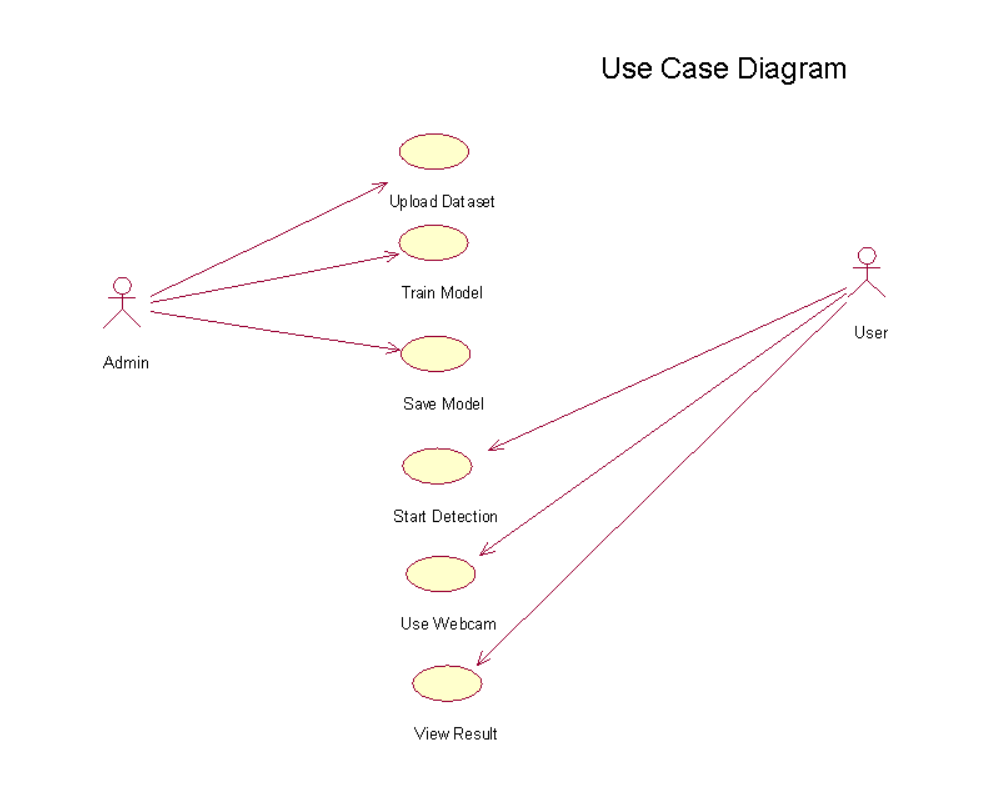 Use Case Diagram
Upload Dataset
Train Model
Admin
User
Save Model
Start Detection
Use Webcam
View Result